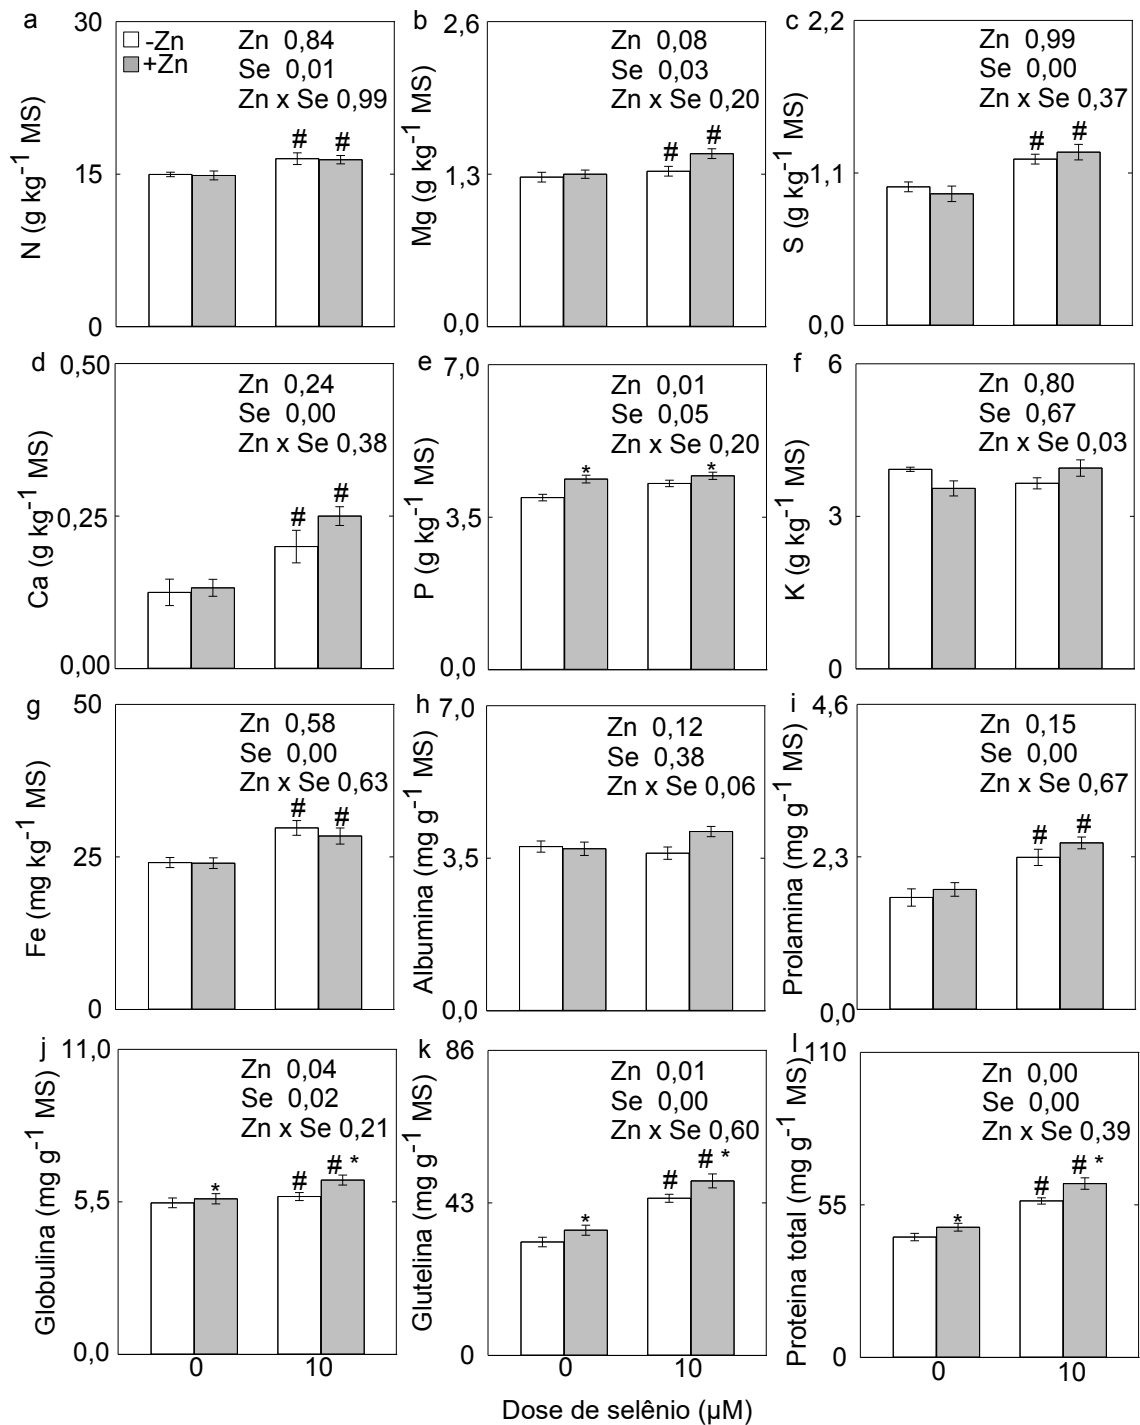 a
30
-Zn
+Zn
Zn 0,84
Se 0,01
Zn x Se 0,99
# #
15
0
N (g kg⁻¹ MS)
b
2,6
Zn 0,08
Se 0,03
Zn x Se 0,20
# #
1,3
0,0
Mg (g kg⁻¹ MS)
c
2,2
Zn 0,99
Se 0,00
Zn x Se 0,37
# #
1,1
0,0
S (g kg⁻¹ MS)
d
0,50
Zn 0,24
Se 0,00
Zn x Se 0,38
# #
0,25
0,00
Ca (g kg⁻¹ MS)
e
7,0
Zn 0,01
Se 0,05
Zn x Se 0,20
* *
3,5
0,0
P (g kg⁻¹ MS)
f
6
Zn 0,80
Se 0,67
Zn x Se 0,03
3
0
K (g kg⁻¹ MS)
g
50
Zn 0,58
Se 0,00
Zn x Se 0,63
# #
25
0
Fe (mg kg⁻¹ MS)
h
7,0
Zn 0,12
Se 0,38
Zn x Se 0,06
3,5
0,0
Albumina (mg g⁻¹ MS)
i
4,6
Zn 0,15
Se 0,00
Zn x Se 0,67
# #
2,3
0,0
Prolamina (mg g⁻¹ MS)
j
11,0
Zn 0,04
Se 0,02
Zn x Se 0,21
* # # *
5,5
0,0
Globulina (mg g⁻¹ MS)
0 10
k
86
Zn 0,01
Se 0,00
Zn x Se 0,60
* # # *
43
0
Glutelina (mg g⁻¹ MS)
0 10
l
110
Zn 0,00
Se 0,00
Zn x Se 0,39
* # # *
55
0
Proteina total (mg g⁻¹ MS)
0 10
Dose de selênio (µM)